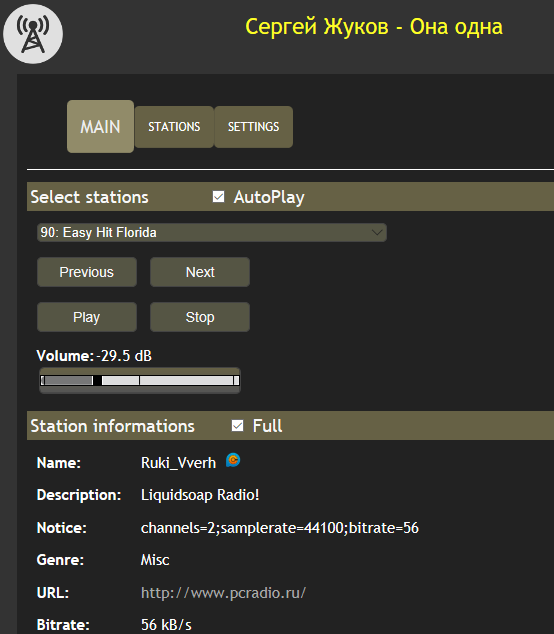 Сергей Жуков - Она одна
MAIN STATIONS SETTINGS
Select stations AutoPlay
90: Easy Hit Florida
Previous Next
Play Stop
Volume:-29.5 dB
Station informations Full
Name: Ruki_Vverh
Description: Liquidsoap Radio!
Notice: channels=2;samplerate=44100;bitrate=56
Genre: Misc
URL: http://www.pcradio.ru/
Bitrate: 56 kB/s